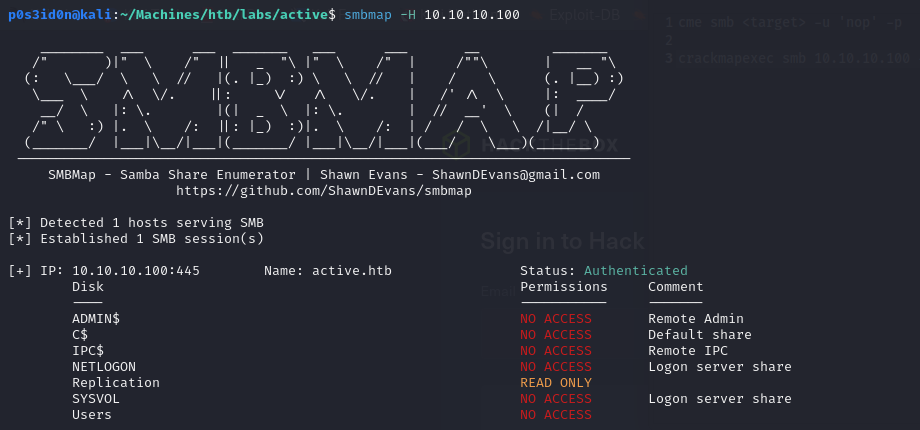 p0s3id0n@kali:~/Machines/htb/labs/active$ smbmap -H 10.10.10.100
SMBMap - Samba Share Enumerator | Shawn Evans - ShawnDEvans@gmail.com
https://github.com/ShawnDEvans/smbmap
[*] Detected 1 hosts serving SMB
[*] Established 1 SMB session(s)
[+] IP: 10.10.10.100:445 Name: active.htb Status: Authenticated
Disk Permissions Comment
---- ----------- -------
ADMIN$ NO ACCESS Remote Admin
C$ NO ACCESS Default share
IPC$ NO ACCESS Remote IPC
NETLOGON NO ACCESS Logon server share
Replication READ ONLY
SYSVOL NO ACCESS Logon server share
Users NO ACCESS
Exploit-DB
1 cme smb <target> -u 'nop' -p
2
3 crackmapexec smb 10.10.10.100
HACKTHEBOX
Sign in to Hack
Email